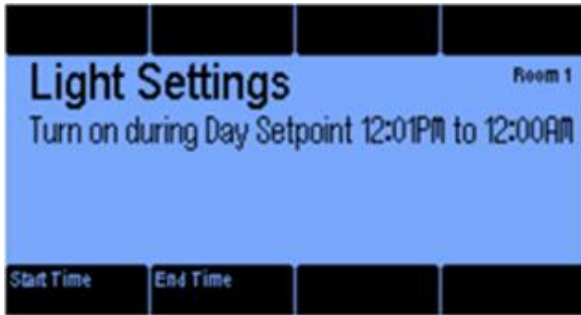 Light Settings
Room 1
Turn on during Day Setpoint 12:01PM to 12:00AM
Start Time
End Time